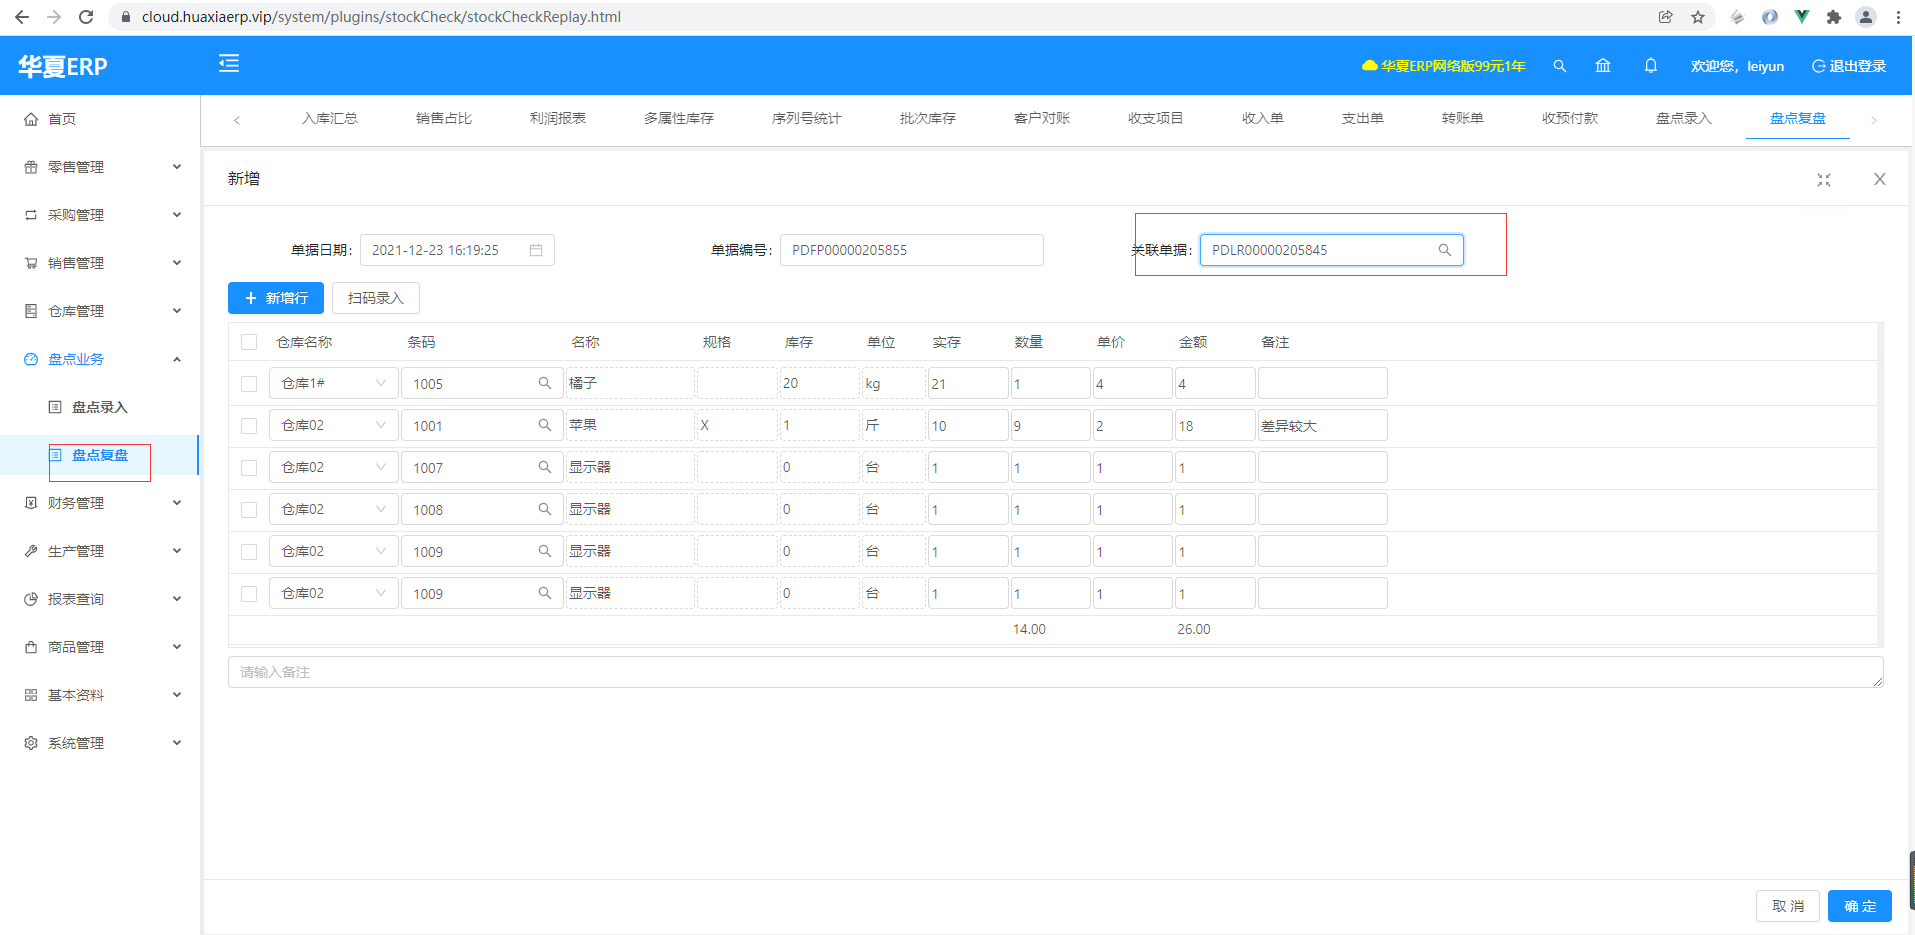 cloud.huaxiaerp.vip/system/plugins/stockCheck/stockCheckReplay.html
华夏ERP
华夏ERP网络版99元1年
欢迎您，leiyun
退出登录
首页
零售管理
采购管理
销售管理
仓库管理
盘点业务
盘点录入
盘点复盘
财务管理
生产管理
报表查询
商品管理
基本资料
系统管理
入库汇总 销售占比 利润报表 多属性库存 序列号统计 批次库存 客户对账 收支项目 收入单 支出单 转账单 收预付款 盘点录入 盘点复盘
新增
单据日期： 2021-12-23 16:19:25 单据编号： PDFP00000205855 关联单据： PDLR00000205845
新增行 扫码录入
仓库名称 条码 名称 规格 库存 单位 实存 数量 单价 金额 备注
仓库1# 1005 橘子 20 kg 21 1 4 4
仓库02 1001 苹果 X 1 斤 10 9 2 18 差异较大
仓库02 1007 显示器 0 台 1 1 1 1
仓库02 1008 显示器 0 台 1 1 1 1
仓库02 1009 显示器 0 台 1 1 1 1
仓库02 1009 显示器 0 台 1 1 1 1
14.00 26.00
请输入备注
取 消 确 定